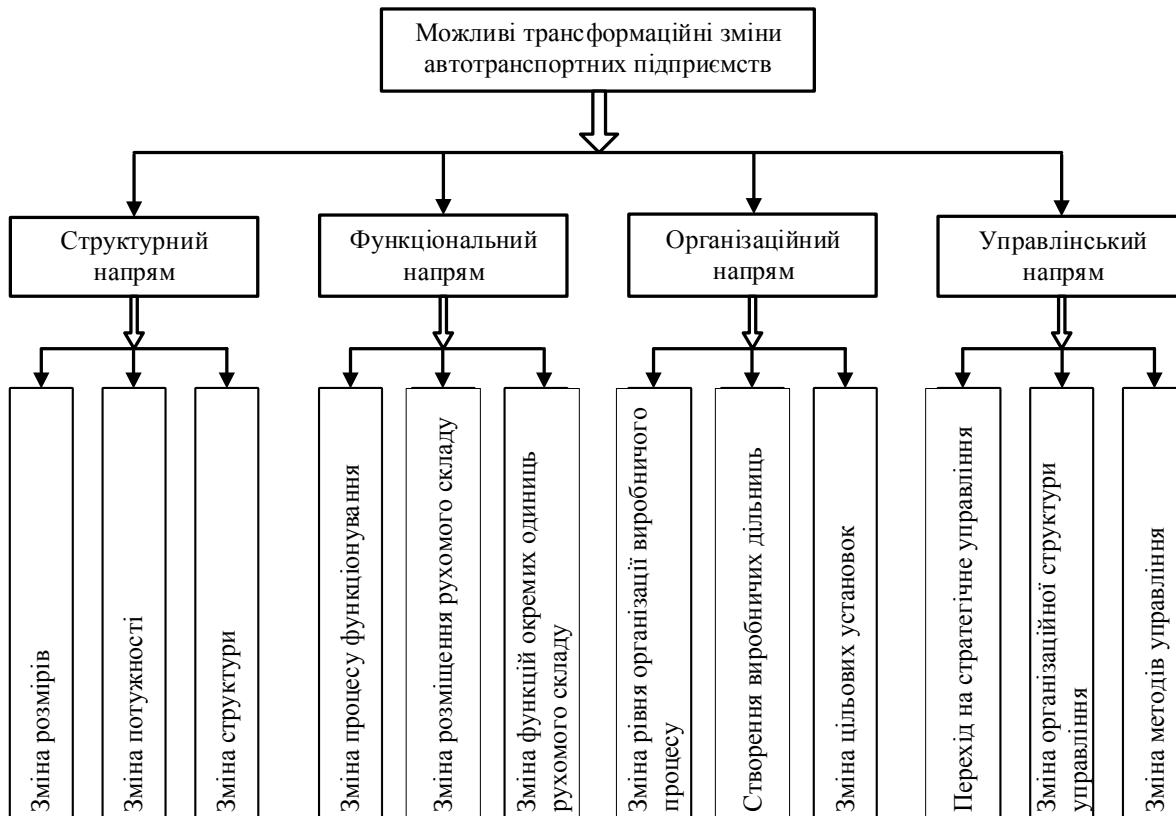 Можливі трансформаційні зміни
автотранспортних підприємств
Структурний
напрям
Функціональний
напрям
Організаційний
напрям
Управлінський
напрям
Зміна розмірів
Зміна потужності
Зміна структури
Зміна процесу функціонування
Зміна розміщення рухомого складу
Зміна функцій окремих одиниць
рухомого складу
Зміна рівня організації виробничого
процесу
Створення виробничих дільниць
Зміна цільових установок
Перехід на стратегічне управління
Зміна організаційної структури
управління
Зміна методів управління